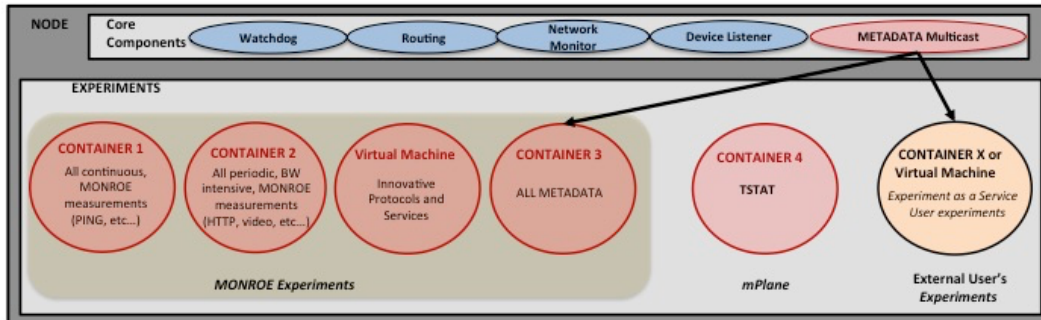 NODE
Core
Components
Watchdog
Routing
Network
Monitor
Device Listener
METADATA Multicast
EXPERIMENTS
CONTAINER 1
All continuous,
MONROE
measurements
(PING, etc...)
CONTAINER 2
All periodic, BW
intensive, MONROE
measurements
(HTTP, video, etc...)
Virtual Machine
Innovative
Protocols and
Services
CONTAINER 3
ALL METADATA
CONTAINER 4
TSTAT
CONTAINER X or
Virtual Machine
Experiment as a Service
User experiments
MONROE Experiments
mPlane
External User's
Experiments